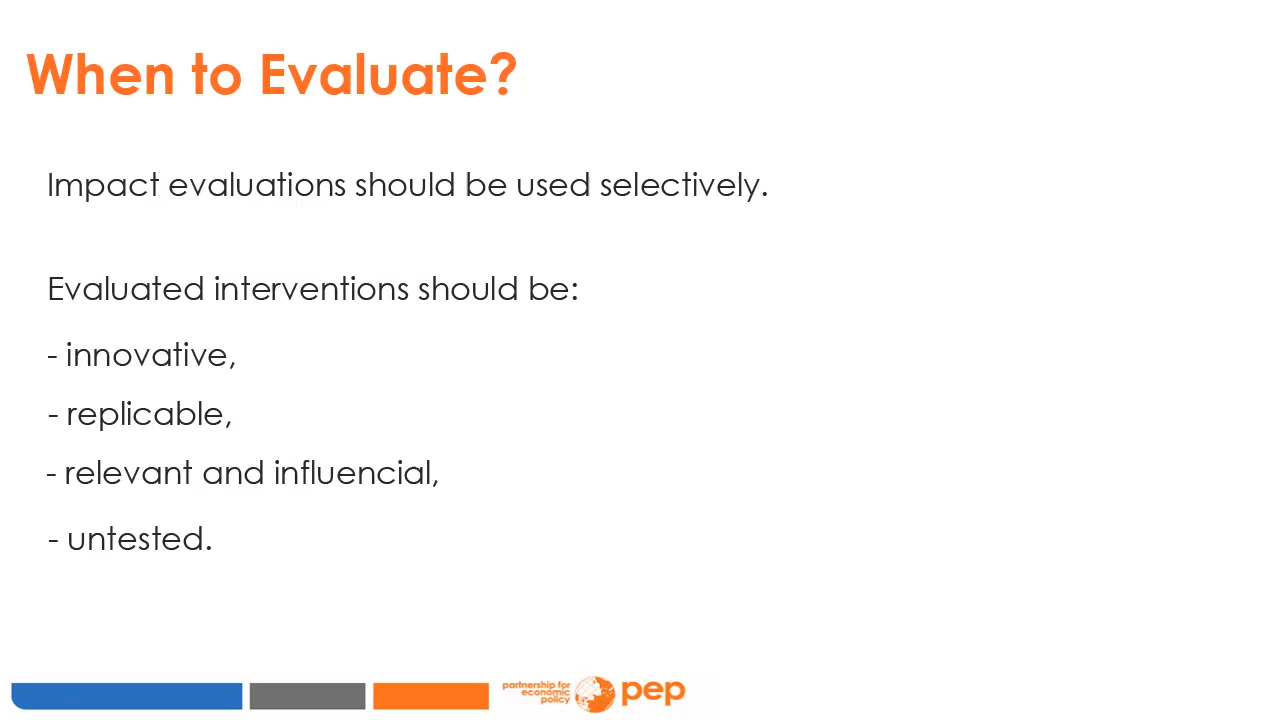 When to Evaluate?
Impact evaluations should be used selectively.
Evaluated interventions should be:
- innovative,
- replicable,
- relevant and influencial,
- untested.
partnership for
economic
policy
pep